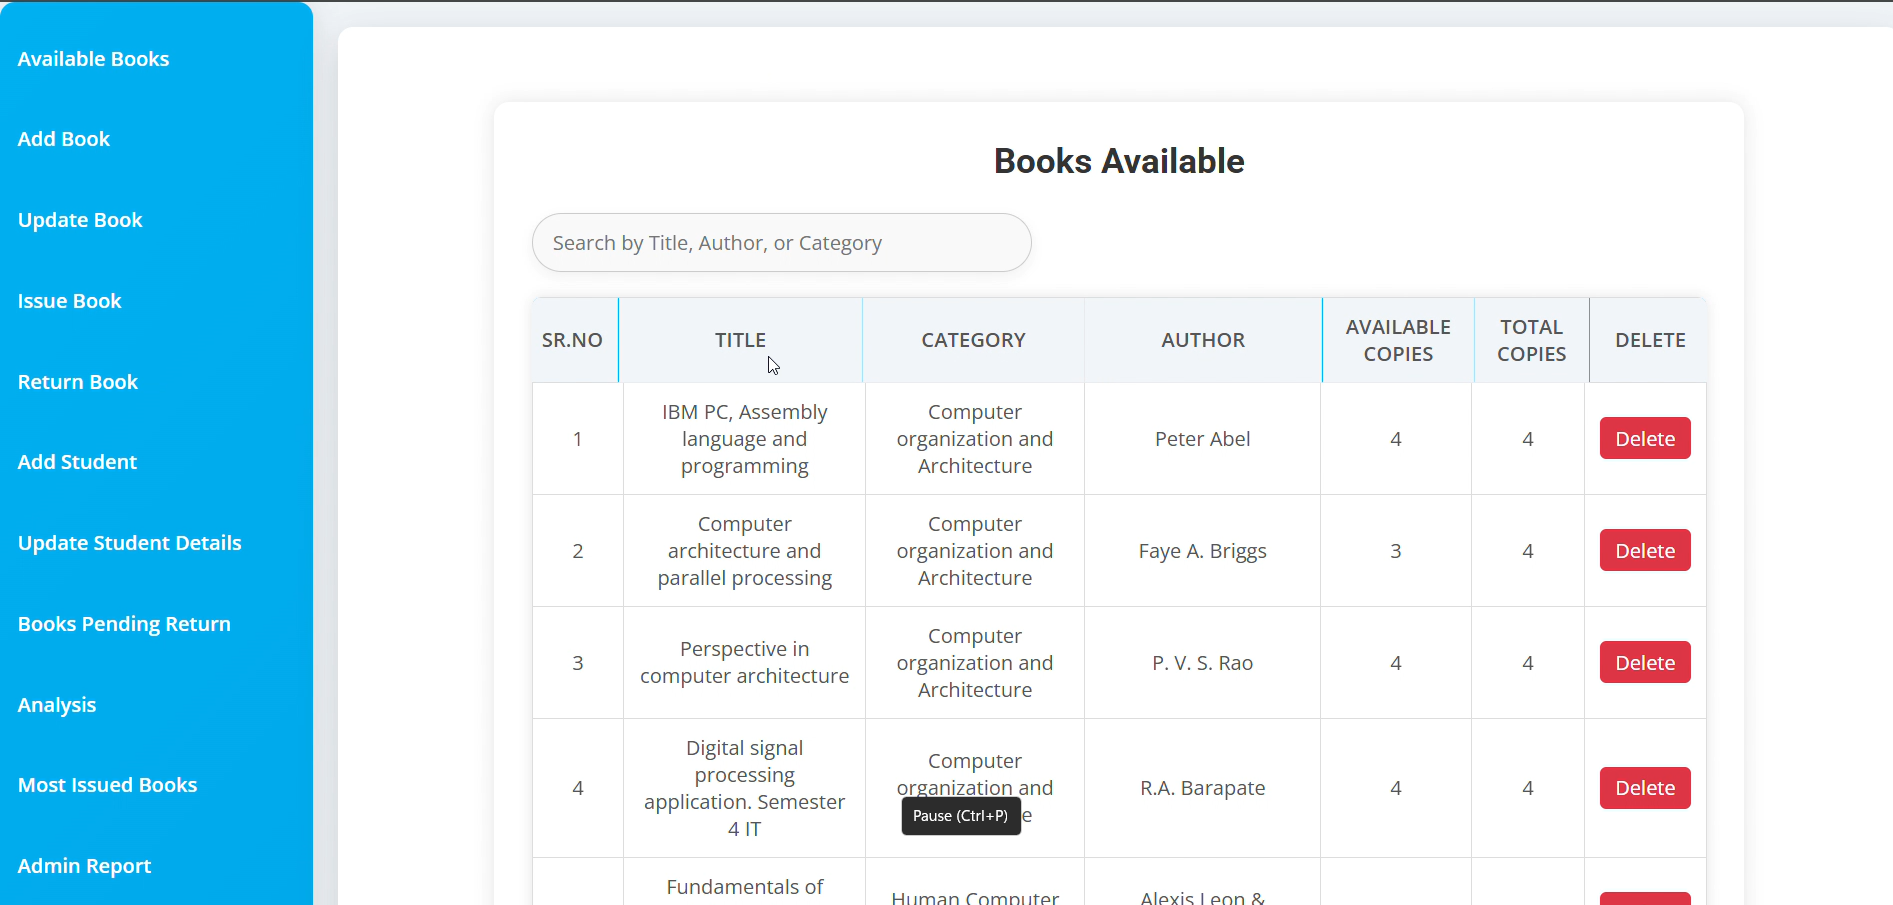 Available Books
Add Book
Update Book
Issue Book
Return Book
Add Student
Update Student Details
Books Pending Return
Analysis
Most Issued Books
Admin Report
Books Available
Search by Title, Author, or Category
SR.NO TITLE CATEGORY AUTHOR AVAILABLE COPIES TOTAL COPIES DELETE
1
IBM PC, Assembly
language and
programming
Computer
organization and
Architecture
Peter Abel
4
4
Delete
2
Computer
architecture and
parallel processing
Computer
organization and
Architecture
Faye A. Briggs
3
4
Delete
3
Perspective in
computer architecture
Computer
organization and
Architecture
P. V. S. Rao
4
4
Delete
4
Digital signal
processing
application. Semester
4 IT
Computer
organization and
R.A. Barapate
4
4
Delete
Pause (Ctrl+P)
Fundamentals of
Human Computer
Alexis Leon &